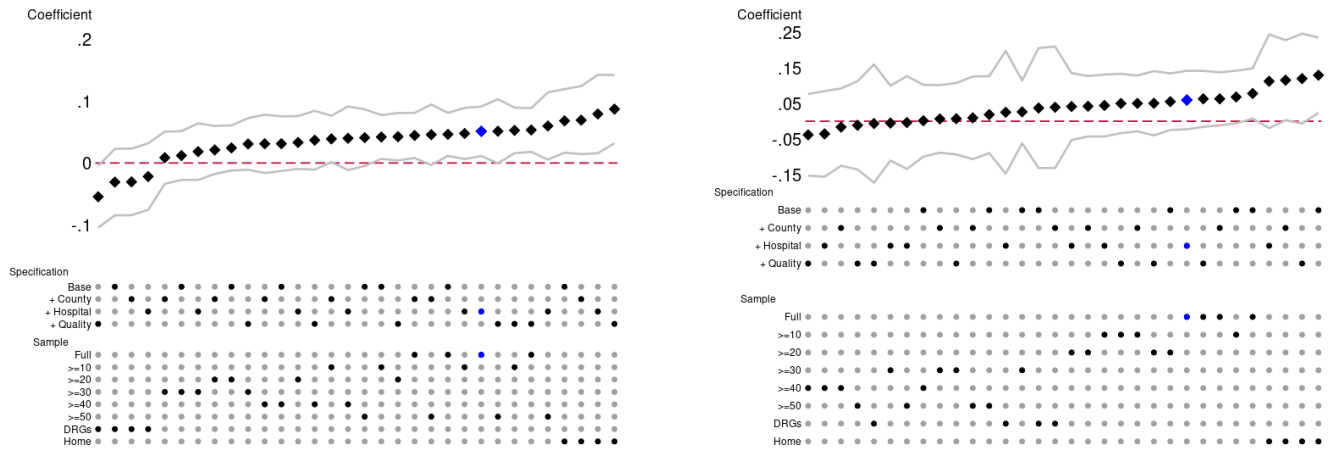 Coefficient
.2
.1
0
-.1
Specification
Base
+ County
+ Hospital
+ Quality
Sample
Full
>=10
>=20
>=30
>=40
>=50
DRGs
Home
Coefficient
.25
.15
.05
-.05
-.15
Specification
Base
+ County
+ Hospital
+ Quality
Sample
Full
>=10
>=20
>=30
>=40
>=50
DRGs
Home